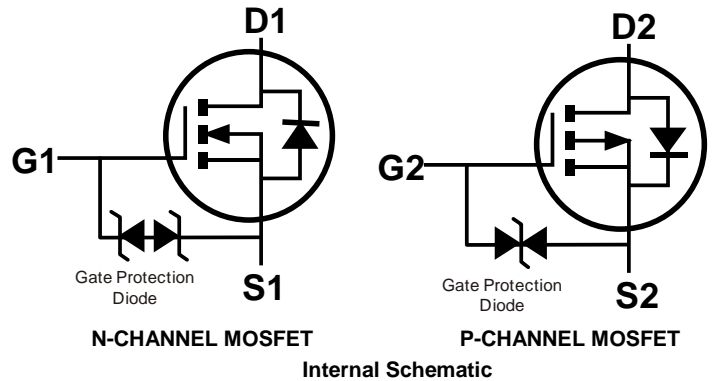 D1
D2
G1
G2
Gate Protection
Diode
S1
Gate Protection
Diode
S2
N-CHANNEL MOSFET
P-CHANNEL MOSFET
Internal Schematic